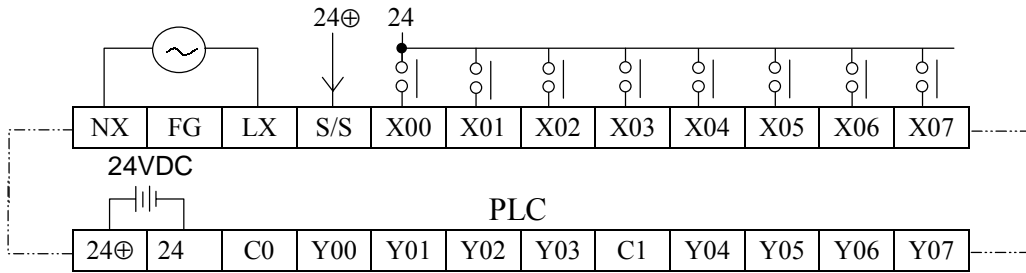 24⊕ 24
NX FG LX S/S X00 X01 X02 X03 X04 X05 X06 X07
24VDC
PLC
24⊕ 24 C0 Y00 Y01 Y02 Y03 C1 Y04 Y05 Y06 Y07